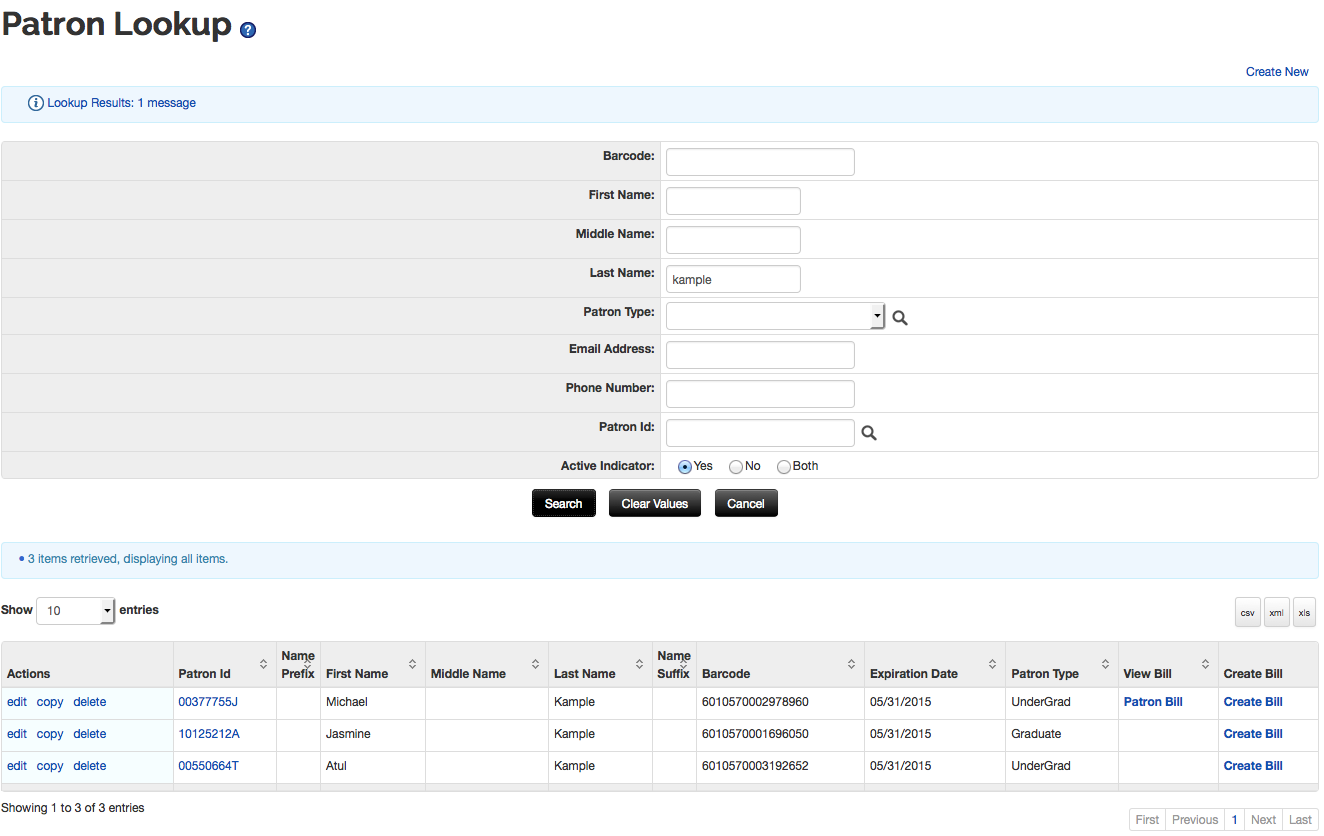 Patron Lookup ?
Create New
Lookup Results: 1 message
Barcode:
First Name:
Middle Name:
Last Name: kample
Patron Type:
Email Address:
Phone Number:
Patron Id:
Active Indicator: Yes No Both
Search Clear Values Cancel
• 3 items retrieved, displaying all items.
Show 10 entries csv xml xls
Actions Patron Id Name Prefix First Name Middle Name Last Name Name Suffix Barcode Expiration Date Patron Type View Bill Create Bill
edit copy delete 00377755J Michael Kample 6010570002978960 05/31/2015 UnderGrad Patron Bill Create Bill
edit copy delete 10125212A Jasmine Kample 6010570001696050 05/31/2015 Graduate Create Bill
edit copy delete 00550664T Atul Kample 6010570003192652 05/31/2015 UnderGrad Create Bill
Showing 1 to 3 of 3 entries
First Previous 1 Next Last